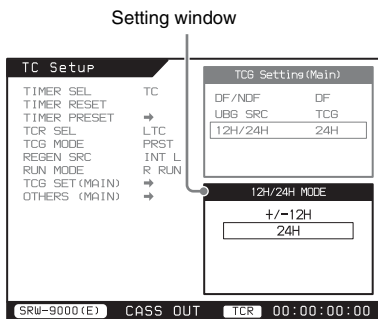 Setting window
TC Setup
TIMER SEL TC
TIMER RESET
TIMER PRESET ➡
TCR SEL LTC
TCG MODE PRST
REGEN SRC INT L
RUN MODE R RUN
TCG SET(MAIN) ➡
OTHERS (MAIN) ➡
TCG Setting(Main)
DF/NDF DF
UBG SRC TCG
12H/24H 24H
12H/24H MODE
+/-12H
24H
SRW-9000(E) CASS OUT TCR 00:00:00:00